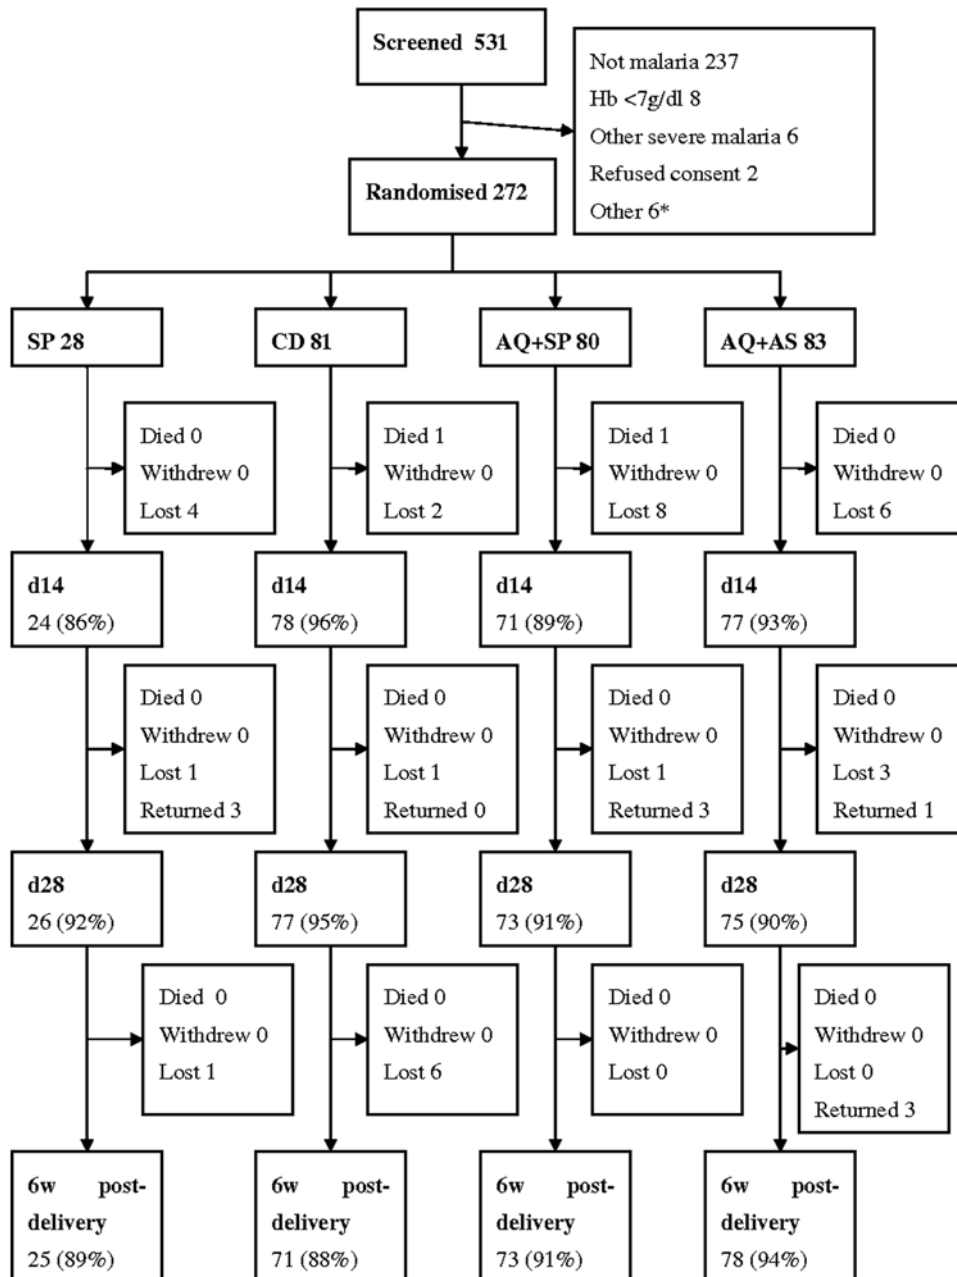 Screened 531
Not malaria 237
Hb <7g/dl 8
Other severe malaria 6
Refused consent 2
Other 6*
Randomised 272
SP 28
CD 81
AQ+SP 80
AQ+AS 83
Died 0
Withdrew 0
Lost 4
Died 1
Withdrew 0
Lost 2
Died 1
Withdrew 0
Lost 8
Died 0
Withdrew 0
Lost 6
d14
24 (86%)
d14
78 (96%)
d14
71 (89%)
d14
77 (93%)
Died 0
Withdrew 0
Lost 1
Returned 3
Died 0
Withdrew 0
Lost 1
Returned 0
Died 0
Withdrew 0
Lost 1
Returned 3
Died 0
Withdrew 0
Lost 3
Returned 1
d28
26 (92%)
d28
77 (95%)
d28
73 (91%)
d28
75 (90%)
Died 0
Withdrew 0
Lost 1
Died 0
Withdrew 0
Lost 6
Died 0
Withdrew 0
Lost 0
Died 0
Withdrew 0
Lost 0
Returned 3
6w post-
delivery
25 (89%)
6w post-
delivery
71 (88%)
6w post-
delivery
73 (91%)
6w post-
delivery
78 (94%)